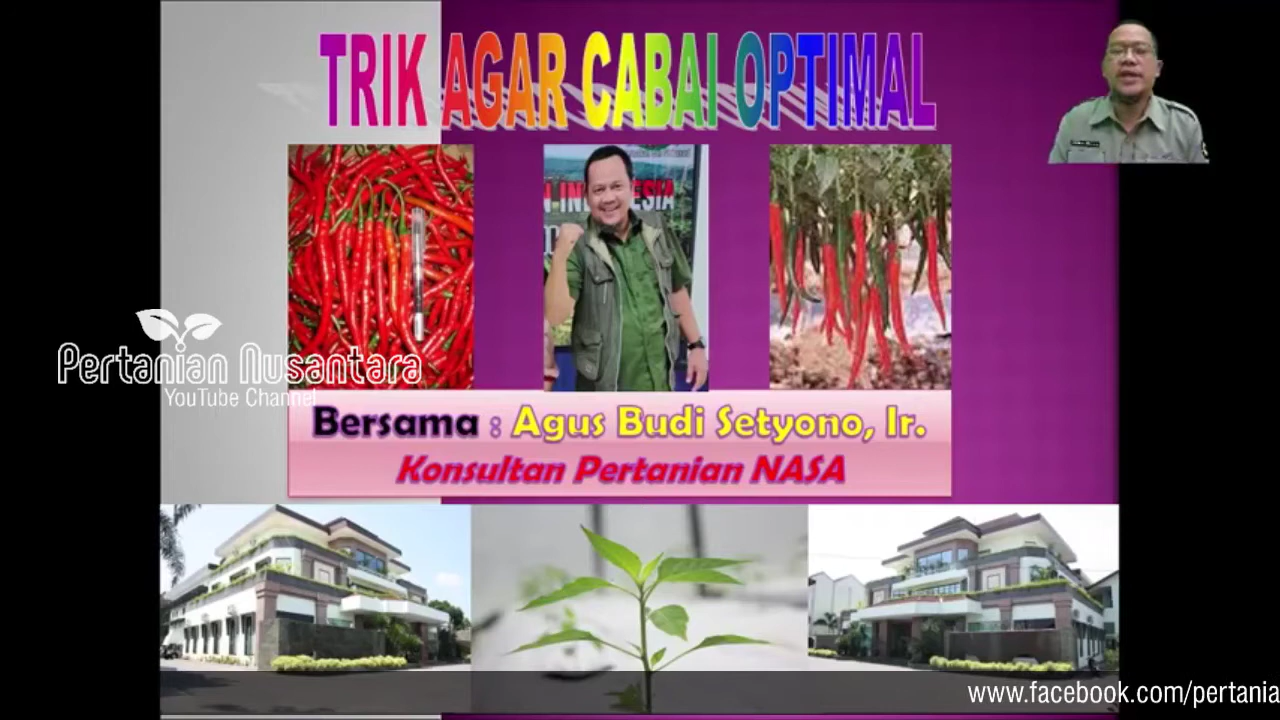 TRIK AGAR CABAI OPTIMAL
Pertanian Nusantara
YouTube Channel
Bersama : Agus Budi Setyono, Ir.
Konsultan Pertanian NASA
www.facebook.com/pertania